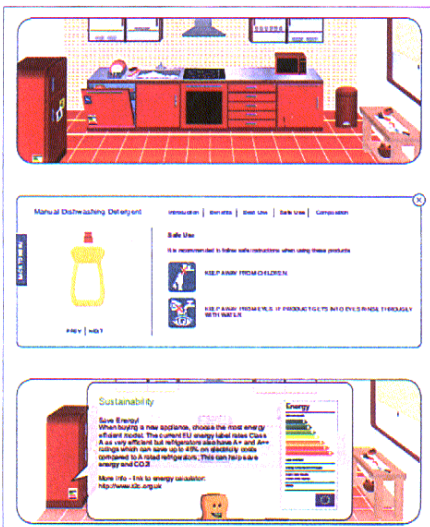 Manual Dishwashing Detergent
Introduction | Benefits | Best Use | Safe Use | Composition
Safe Use
It is recommended to follow safe instructions when using these products
BACK TO MENU
KEEP AWAY FROM CHILDREN.
KEEP AWAY FROM EYES. IF PRODUCT GETS INTO EYES RINSE THOROUGHLY
WITH WATER.
PREV | NEXT
Sustainability
Save Energy!
When buying a new appliance, choose the most energy
efficient model. The current EU energy label rates Class
A as very efficient but refrigerators also have A+ and A++
ratings which can save up to 45% on electricity costs
compared to A rated refrigerators. This can help save
energy and CO2!
More info - link to energy calculator:
Energy